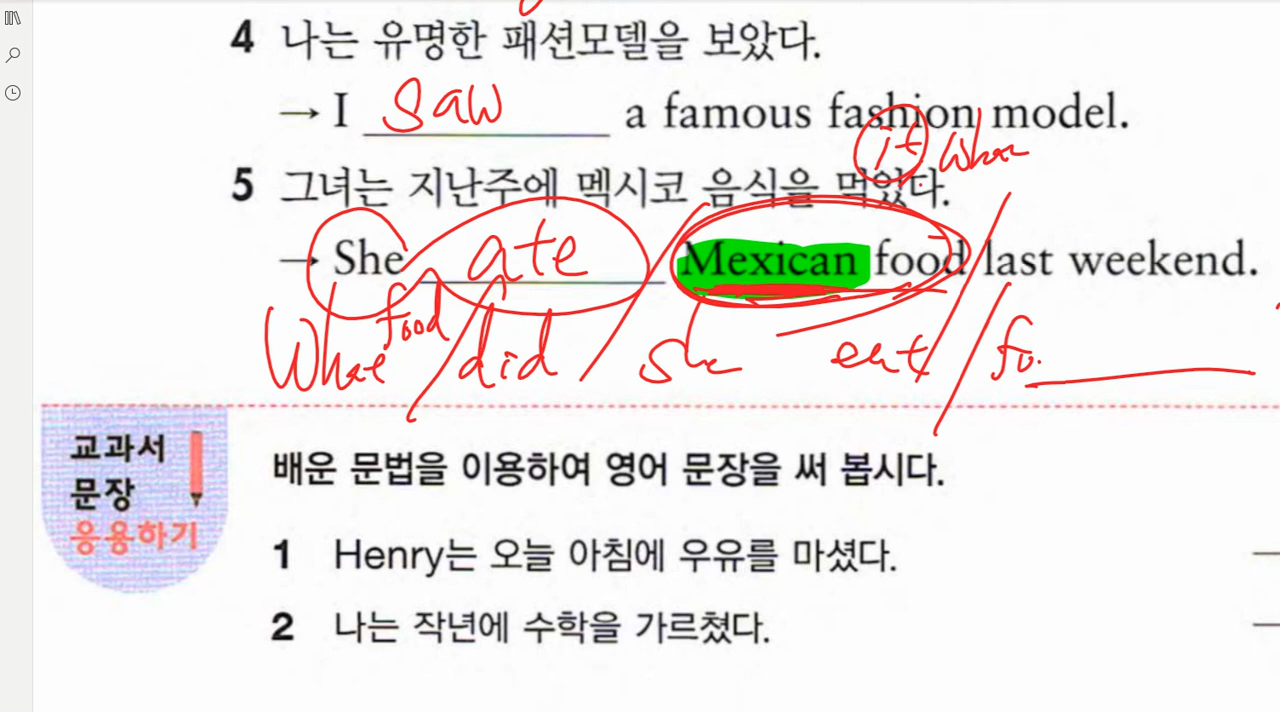 4 나는 유명한 패션모델을 보았다.
→ I saw a famous fashion model.
it what
5 그녀는 지난주에 멕시코 음식을 먹었다.
→ She ate Mexican food last weekend.
What food / did / she eat / fo.
교과서
문장
응용하기
배운 문법을 이용하여 영어 문장을 써 봅시다.
1 Henry는 오늘 아침에 우유를 마셨다.
2 나는 작년에 수학을 가르쳤다.